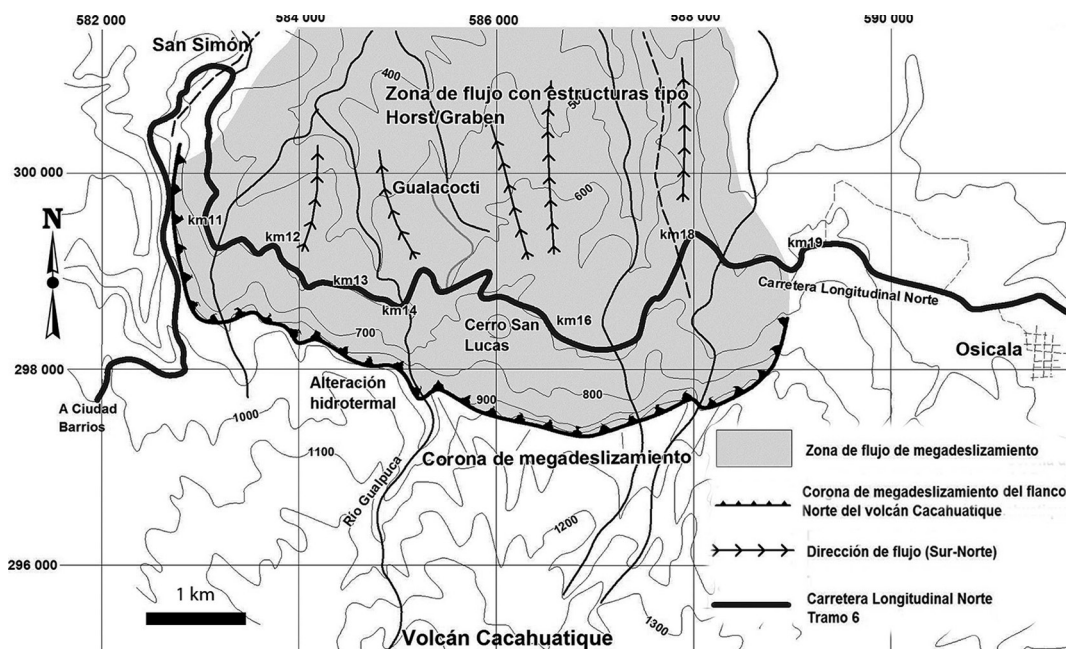 582 000
584 000
586 000
588 000
590 000
San Simón
400
Zona de flujo con estructuras tipo
Horst/Graben
300 000
Gualacocti
600
N
km11
km12
km18
km19
km13
Carretera Longitudinal Norte
km14
Cerro San
Lucas
km16
700
Osicala
298 000
Alteración
hidrotermal
900
800
A Ciudad
Barrios
1000
1100
Corona de megadeslizamiento
Río Gualpuca
1200
296 000
1 km
1300
Volcán Cacahuatique
Zona de flujo de megadeslizamiento
Corona de megadeslizamiento del flanco
Norte del volcán Cacahuatique
Dirección de flujo (Sur-Norte)
Carretera Longitudinal Norte
Tramo 6